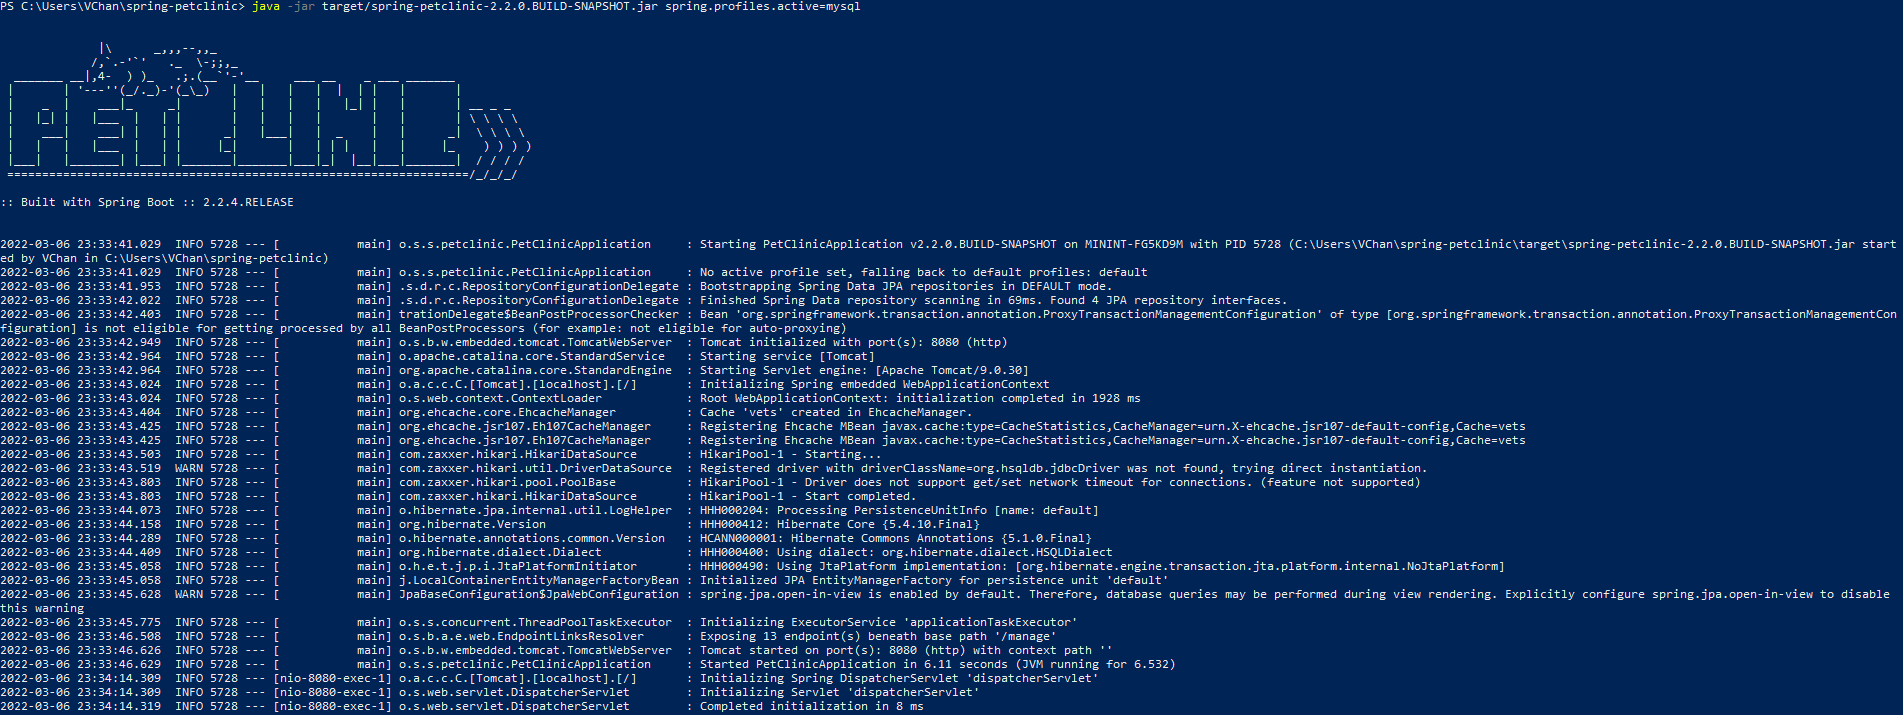 PS C:\Users\VChan\spring-petclinic> java -jar target/spring-petclinic-2.2.0.BUILD-SNAPSHOT.jar spring.profiles.active=mysql
              |\      _,,,--,,_
             /,`.-'`'   ._  \-;;,_
  _______ __|,4-  ) )_   .;.(__`'-'__     ___ __    _ ___ _______
 |       | '---''(_/._)-'(_\_)   |   |   |   |  |  | |   |       |
 |    _  |    ___|_     _|       |   |   |   |   |_| |   |       | __ _ _
 |   |_| |   |___  |   | |       |   |   |   |       |   |       | \ \ \ \
 |    ___|    ___| |   | |      _|   |___|   |  _    |   |      _|  \ \ \ \
 |   |   |   |___  |   | |     |_|       |   | | |   |   |     |_    ) ) ) )
 |___|   |_______| |___| |_______|_______|___|_|  |__|___|_______|  / / / /
 ==================================================================/_/_/_/
:: Built with Spring Boot :: 2.2.4.RELEASE
2022-03-06 23:33:41.029  INFO 5728 --- [           main] o.s.s.petclinic.PetClinicApplication     : Starting PetClinicApplication v2.2.0.BUILD-SNAPSHOT on MININT-FG5KD9M with PID 5728 (C:\Users\VChan\spring-petclinic\target\spring-petclinic-2.2.0.BUILD-SNAPSHOT.jar start
ed by VChan in C:\Users\VChan\spring-petclinic)
2022-03-06 23:33:41.029  INFO 5728 --- [           main] o.s.s.petclinic.PetClinicApplication     : No active profile set, falling back to default profiles: default
2022-03-06 23:33:41.953  INFO 5728 --- [           main] .s.d.r.c.RepositoryConfigurationDelegate : Bootstrapping Spring Data JPA repositories in DEFAULT mode.
2022-03-06 23:33:42.022  INFO 5728 --- [           main] .s.d.r.c.RepositoryConfigurationDelegate : Finished Spring Data repository scanning in 69ms. Found 4 JPA repository interfaces.
2022-03-06 23:33:42.403  INFO 5728 --- [           main] trationDelegate$BeanPostProcessorChecker : Bean 'org.springframework.transaction.annotation.ProxyTransactionManagementConfiguration' of type [org.springframework.transaction.annotation.ProxyTransactionManagementCon
figuration] is not eligible for getting processed by all BeanPostProcessors (for example: not eligible for auto-proxying)
2022-03-06 23:33:42.949  INFO 5728 --- [           main] o.s.b.w.embedded.tomcat.TomcatWebServer  : Tomcat initialized with port(s): 8080 (http)
2022-03-06 23:33:42.964  INFO 5728 --- [           main] o.apache.catalina.core.StandardService   : Starting service [Tomcat]
2022-03-06 23:33:42.964  INFO 5728 --- [           main] org.apache.catalina.core.StandardEngine  : Starting Servlet engine: [Apache Tomcat/9.0.30]
2022-03-06 23:33:43.024  INFO 5728 --- [           main] o.a.c.c.C.[Tomcat].[localhost].[/]       : Initializing Spring embedded WebApplicationContext
2022-03-06 23:33:43.024  INFO 5728 --- [           main] o.s.web.context.ContextLoader            : Root WebApplicationContext: initialization completed in 1928 ms
2022-03-06 23:33:43.404  INFO 5728 --- [           main] org.ehcache.core.EhcacheManager          : Cache 'vets' created in EhcacheManager.
2022-03-06 23:33:43.425  INFO 5728 --- [           main] org.ehcache.jsr107.Eh107CacheManager     : Registering Ehcache MBean javax.cache:type=CacheStatistics,CacheManager=urn.X-ehcache.jsr107-default-config,Cache=vets
2022-03-06 23:33:43.425  INFO 5728 --- [           main] org.ehcache.jsr107.Eh107CacheManager     : Registering Ehcache MBean javax.cache:type=CacheStatistics,CacheManager=urn.X-ehcache.jsr107-default-config,Cache=vets
2022-03-06 23:33:43.503  INFO 5728 --- [           main] com.zaxxer.hikari.HikariDataSource       : HikariPool-1 - Starting...
2022-03-06 23:33:43.519  WARN 5728 --- [           main] com.zaxxer.hikari.util.DriverDataSource  : Registered driver with driverClassName=org.hsqldb.jdbcDriver was not found, trying direct instantiation.
2022-03-06 23:33:43.803  INFO 5728 --- [           main] com.zaxxer.hikari.pool.PoolBase          : HikariPool-1 - Driver does not support get/set network timeout for connections. (feature not supported)
2022-03-06 23:33:43.803  INFO 5728 --- [           main] com.zaxxer.hikari.HikariDataSource       : HikariPool-1 - Start completed.
2022-03-06 23:33:44.073  INFO 5728 --- [           main] o.hibernate.jpa.internal.util.LogHelper  : HHH000204: Processing PersistenceUnitInfo [name: default]
2022-03-06 23:33:44.158  INFO 5728 --- [           main] org.hibernate.Version                    : HHH000412: Hibernate Core {5.4.10.Final}
2022-03-06 23:33:44.289  INFO 5728 --- [           main] o.hibernate.annotations.common.Version   : HCANN000001: Hibernate Commons Annotations {5.1.0.Final}
2022-03-06 23:33:44.409  INFO 5728 --- [           main] org.hibernate.dialect.Dialect            : HHH000400: Using dialect: org.hibernate.dialect.HSQLDialect
2022-03-06 23:33:45.058  INFO 5728 --- [           main] o.h.e.t.j.p.i.JtaPlatformInitiator       : HHH000490: Using JtaPlatform implementation: [org.hibernate.engine.transaction.jta.platform.internal.NoJtaPlatform]
2022-03-06 23:33:45.058  INFO 5728 --- [           main] j.LocalContainerEntityManagerFactoryBean : Initialized JPA EntityManagerFactory for persistence unit 'default'
2022-03-06 23:33:45.628  WARN 5728 --- [           main] JpaBaseConfiguration$JpaWebConfiguration : spring.jpa.open-in-view is enabled by default. Therefore, database queries may be performed during view rendering. Explicitly configure spring.jpa.open-in-view to disable
this warning
2022-03-06 23:33:45.775  INFO 5728 --- [           main] o.s.s.concurrent.ThreadPoolTaskExecutor  : Initializing ExecutorService 'applicationTaskExecutor'
2022-03-06 23:33:46.508  INFO 5728 --- [           main] o.s.b.a.e.web.EndpointLinksResolver      : Exposing 13 endpoint(s) beneath base path '/manage'
2022-03-06 23:33:46.626  INFO 5728 --- [           main] o.s.b.w.embedded.tomcat.TomcatWebServer  : Tomcat started on port(s): 8080 (http) with context path ''
2022-03-06 23:33:46.629  INFO 5728 --- [           main] o.s.s.petclinic.PetClinicApplication     : Started PetClinicApplication in 6.11 seconds (JVM running for 6.532)
2022-03-06 23:34:14.309  INFO 5728 --- [nio-8080-exec-1] o.a.c.c.C.[Tomcat].[localhost].[/]       : Initializing Spring DispatcherServlet 'dispatcherServlet'
2022-03-06 23:34:14.309  INFO 5728 --- [nio-8080-exec-1] o.s.web.servlet.DispatcherServlet        : Initializing Servlet 'dispatcherServlet'
2022-03-06 23:34:14.319  INFO 5728 --- [nio-8080-exec-1] o.s.web.servlet.DispatcherServlet        : Completed initialization in 8 ms